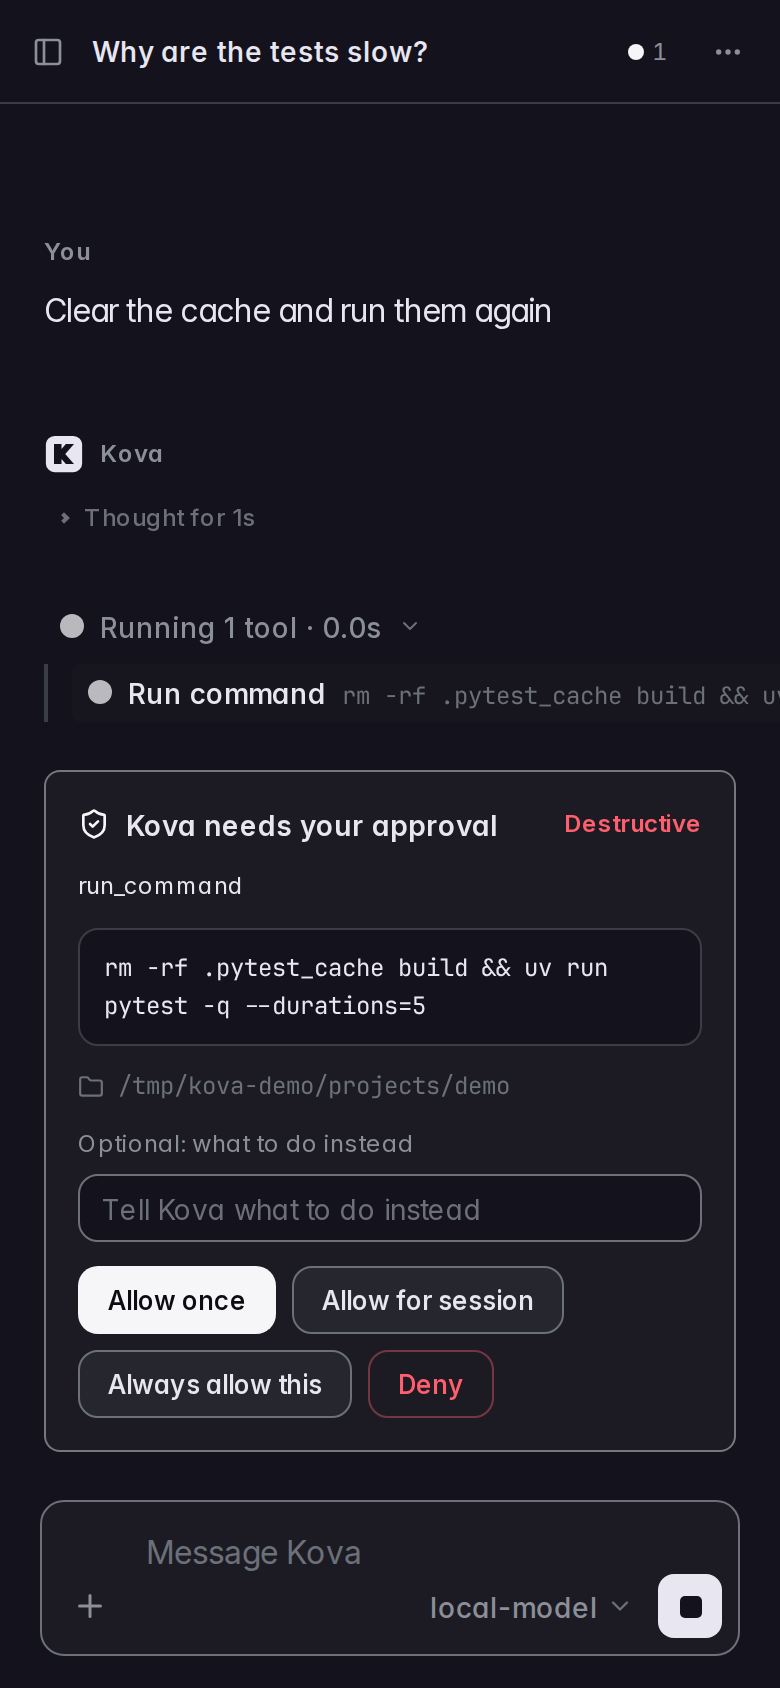 Why are the tests slow?
1
You
Clear the cache and run them again
K
Kova
Thought for 1s
Running 1 tool · 0.0s
Run command rm -rf .pytest_cache build && uv
Kova needs your approval
Destructive
run_command
rm -rf .pytest_cache build && uv run
pytest -q --durations=5
/tmp/kova-demo/projects/demo
Optional: what to do instead
Tell Kova what to do instead
Allow once
Allow for session
Always allow this
Deny
Message Kova
local-model